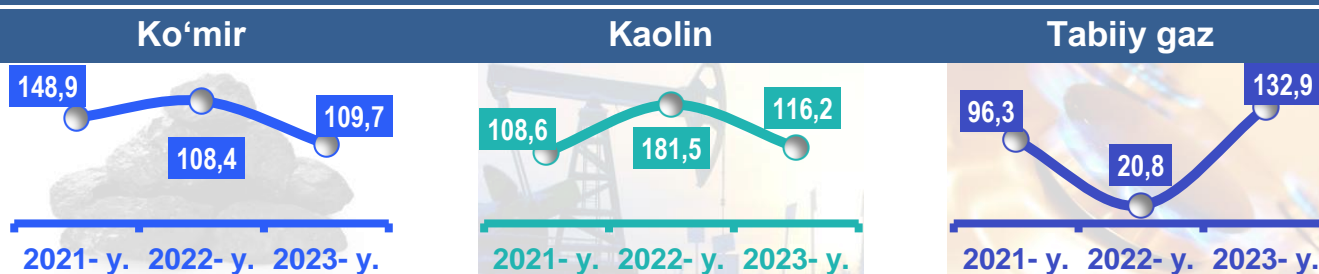 Ko‘mir
Kaolin
Tabiiy gaz
148,9
108,4
109,7
108,6
181,5
116,2
96,3
20,8
132,9
2021- y. 2022- y. 2023- y.
2021- y. 2022- y. 2023- y.
2021- y. 2022- y. 2023- y.